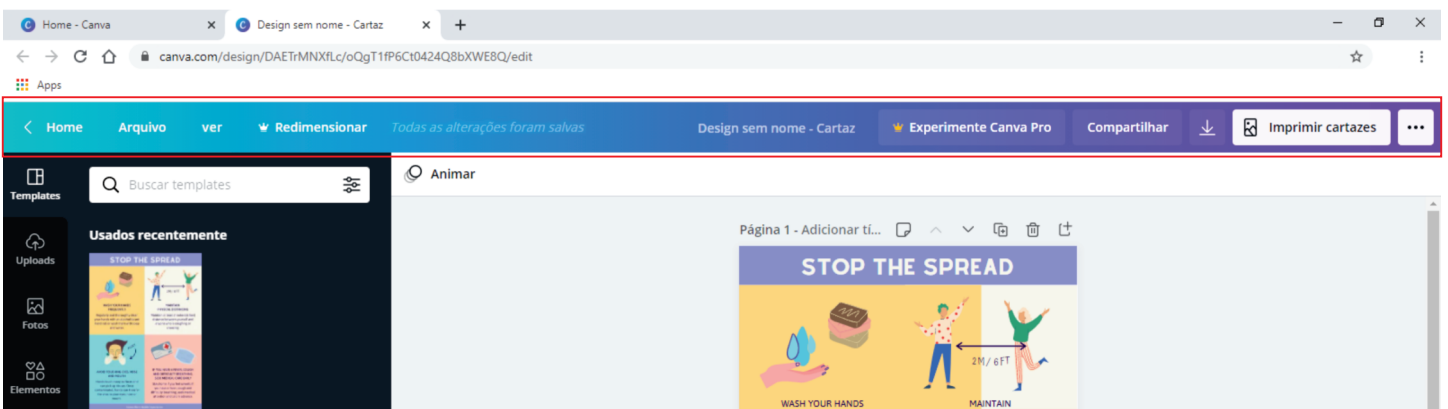 Home - Canva
Design sem nome - Cartaz
canva.com/design/DAETrMNXfLc/oQgT1fP6Ct0424Q8bXWE8Q/edit
Apps
Home Arquivo ver Redimensionar Todas as alterações foram salvas Design sem nome - Cartaz Experimente Canva Pro Compartilhar Imprimir cartazes
Templates
Buscar templates
Animar
Uploads
Usados recentemente
Página 1 - Adicionar tí...
STOP THE SPREAD
STOP THE SPREAD
Fotos
Elementos
2M/ 6FT
WASH YOUR HANDS
MAINTAIN